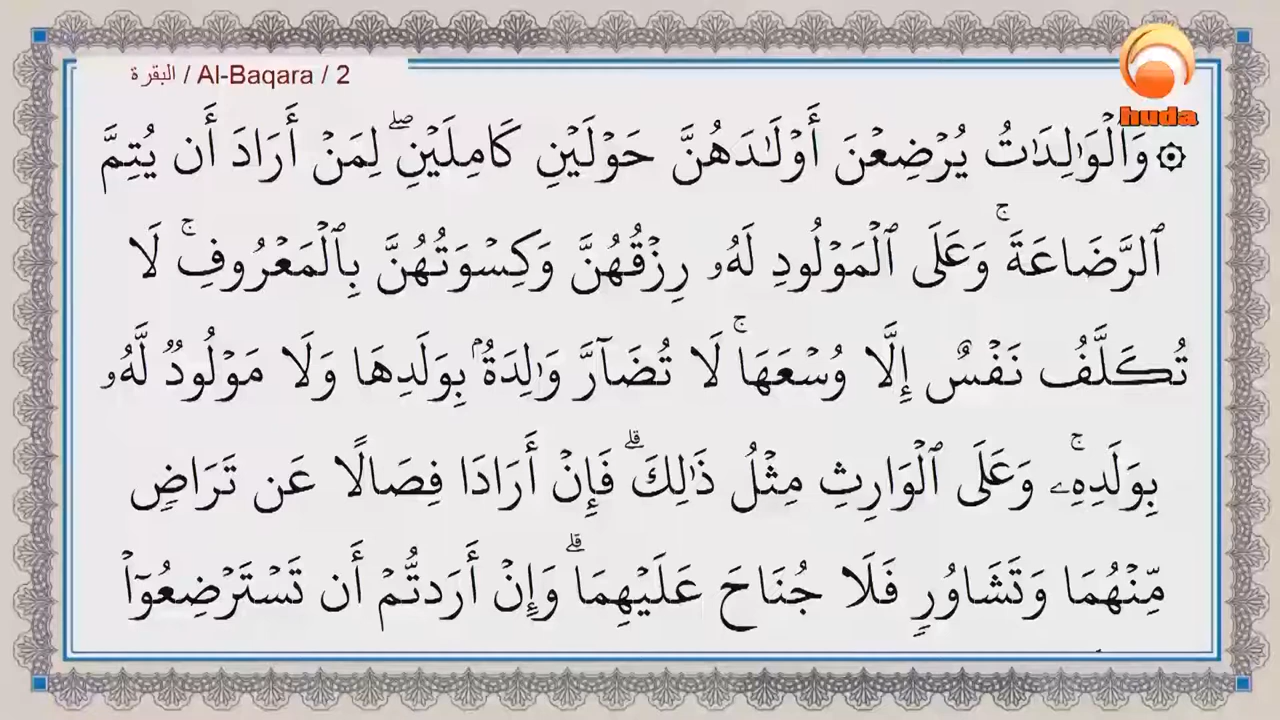 البقرة / Al-Baqara / 2
huda
۞ وَٱلۡوَٰلِدَٰتُ يُرۡضِعۡنَ أَوۡلَٰدَهُنَّ حَوۡلَيۡنِ كَامِلَيۡنِۖ لِمَنۡ أَرَادَ أَن يُتِمَّ
ٱلرَّضَاعَةَۚ وَعَلَى ٱلۡمَوۡلُودِ لَهُۥ رِزۡقُهُنَّ وَكِسۡوَتُهُنَّ بِٱلۡمَعۡرُوفِۚ لَا
تُكَلَّفُ نَفۡسٌ إِلَّا وُسۡعَهَاۚ لَا تُضَآرَّ وَٰلِدَةُۢ بِوَلَدِهَا وَلَا مَوۡلُودٞ لَّهُۥ
بِوَلَدِهِۦۚ وَعَلَى ٱلۡوَارِثِ مِثۡلُ ذَٰلِكَۗ فَإِنۡ أَرَادَا فِصَالًا عَن تَرَاضٖ
مِّنۡهُمَا وَتَشَاوُرٖ فَلَا جُنَاحَ عَلَيۡهِمَاۗ وَإِنۡ أَرَدتُّمۡ أَن تَسۡتَرۡضِعُوٓاْ